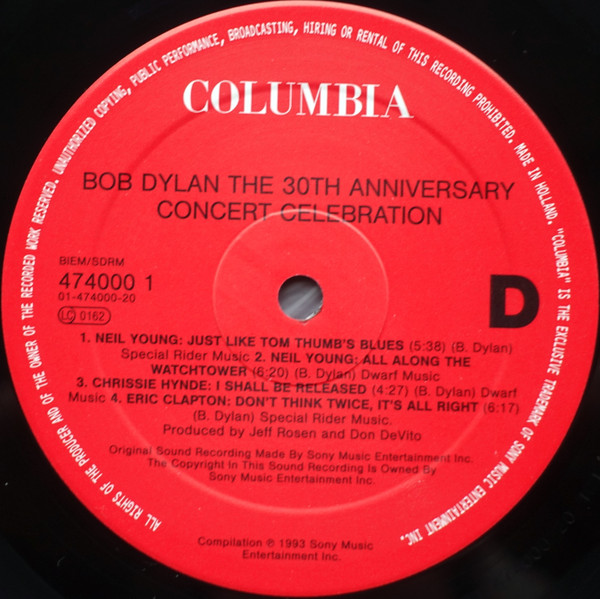 ALL RIGHTS OF THE PRODUCER AND OF THE OWNER OF THE RECORDED WORK RESERVED. UNAUTHORIZED COPYING, PUBLIC PERFORMANCE, BROADCASTING, HIRING OR RENTAL OF THIS RECORDING PROHIBITED. MADE IN HOLLAND. "COLUMBIA" IS THE EXCLUSIVE TRADEMARK OF SONY MUSIC ENTERTAINMENT INC.
COLUMBIA
BOB DYLAN THE 30TH ANNIVERSARY
CONCERT CELEBRATION
BIEM/SDRM
474000 1
01-474000-20
LC 0162
D
1. NEIL YOUNG: JUST LIKE TOM THUMB'S BLUES (5:38) (B. Dylan)
Special Rider Music 2. NEIL YOUNG: ALL ALONG THE
WATCHTOWER (6:20) (B. Dylan) Dwarf Music
3. CHRISSIE HYNDE: I SHALL BE RELEASED (4:27) (B. Dylan) Dwarf
Music 4. ERIC CLAPTON: DON'T THINK TWICE, IT'S ALL RIGHT (6:17)
(B. Dylan) Special Rider Music.
Produced by Jeff Rosen and Don DeVito
Original Sound Recording Made By Sony Music Entertainment Inc.
The Copyright In This Sound Recording Is Owned By
Sony Music Entertainment Inc.
Compilation ℗ 1993 Sony Music
Entertainment Inc.